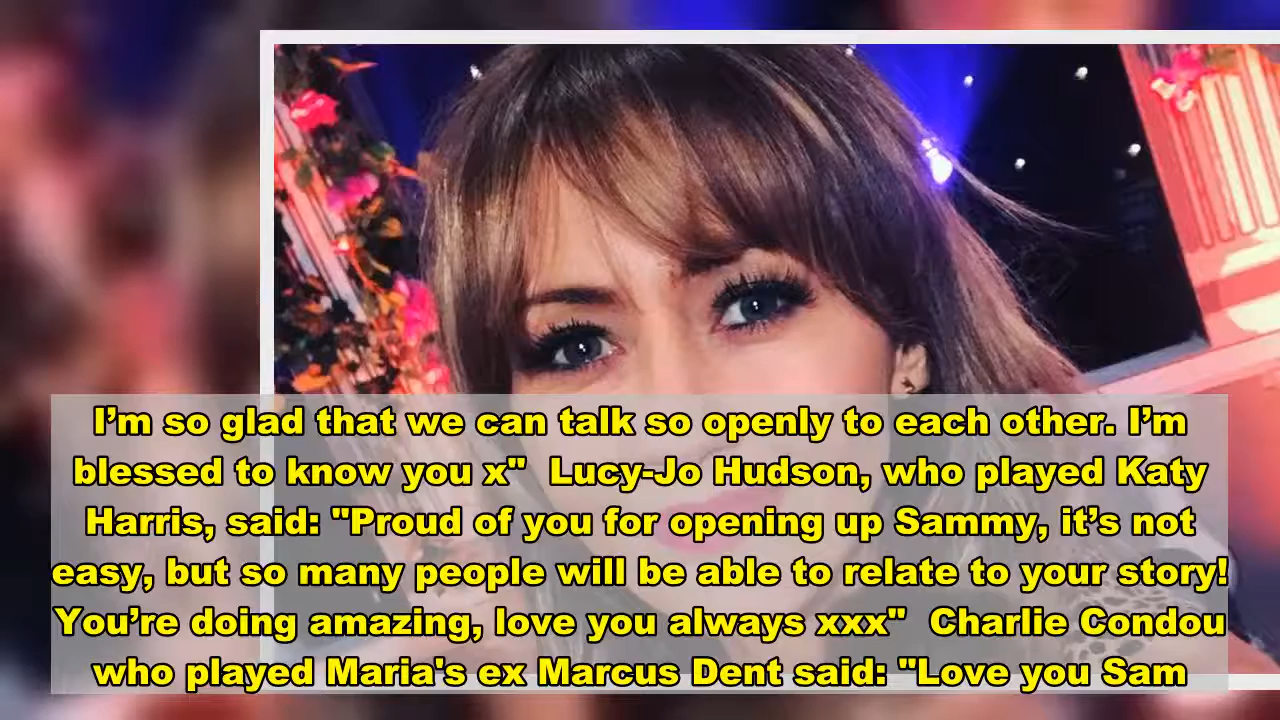 I’m so glad that we can talk so openly to each other. I’m
blessed to know you x"  Lucy-Jo Hudson, who played Katy
Harris, said: "Proud of you for opening up Sammy, it’s not
easy, but so many people will be able to relate to your story!
You’re doing amazing, love you always xxx"  Charlie Condou
who played Maria's ex Marcus Dent said: "Love you Sam